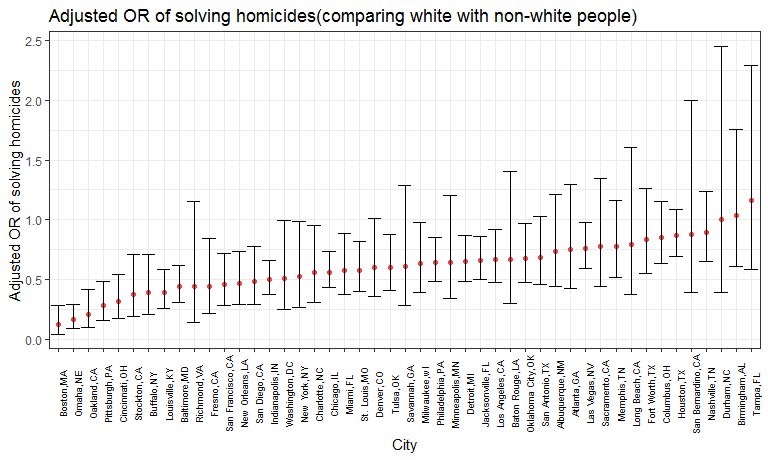 Adjusted OR of solving homicides(comparing white with non-white people)
Adjusted OR of solving homicides
2.5
2.0
1.5
1.0
0.5
0.0
Boston,MA
Omaha,NE
Oakland,CA
Pittsburgh,PA
Cincinnati,OH
Stockton,CA
Buffalo,NY
Louisville,KY
Baltimore,MD
Richmond,VA
Fresno,CA
San Francisco,CA
New Orleans,LA
San Diego,CA
Indianapolis,IN
Washington,DC
New York,NY
Charlotte,NC
Chicago,IL
Miami,FL
St. Louis,MO
Denver,CO
Tulsa,OK
Savannah,GA
Milwaukee,wI
Philadelphia,PA
Minneapolis,MN
Detroit,MI
Jacksonville,FL
Los Angeles,CA
Baton Rouge,LA
Oklahoma City,OK
San Antonio,TX
Albuquerque,NM
Atlanta,GA
Las Vegas,NV
Sacramento,CA
Memphis,TN
Long Beach,CA
Fort Worth,TX
Columbus,OH
Houston,TX
San Bernardino,CA
Nashville,TN
Durham,NC
Birmingham,AL
Tampa,FL
City